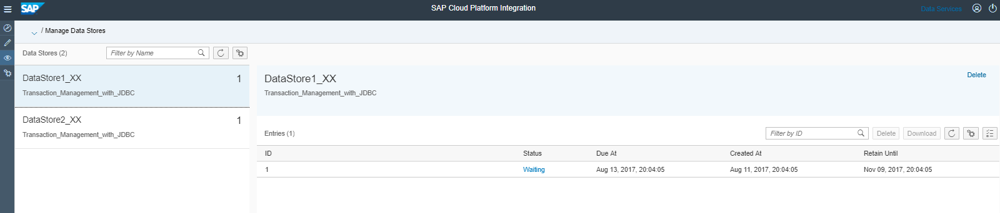 SAP
SAP Cloud Platform Integration
Data Services
/ Manage Data Stores
Data Stores (2)
Filter by Name
DataStore1_XX 1
Transaction_Management_with_JDBC
DataStore2_XX 1
Transaction_Management_with_JDBC
DataStore1_XX
Delete
Transaction_Management_with_JDBC
Entries (1)
Filter by ID
Delete
Download
ID Status Due At Created At Retain Until
1 Waiting Aug 13, 2017, 20:04:05 Aug 11, 2017, 20:04:05 Nov 09, 2017, 20:04:05